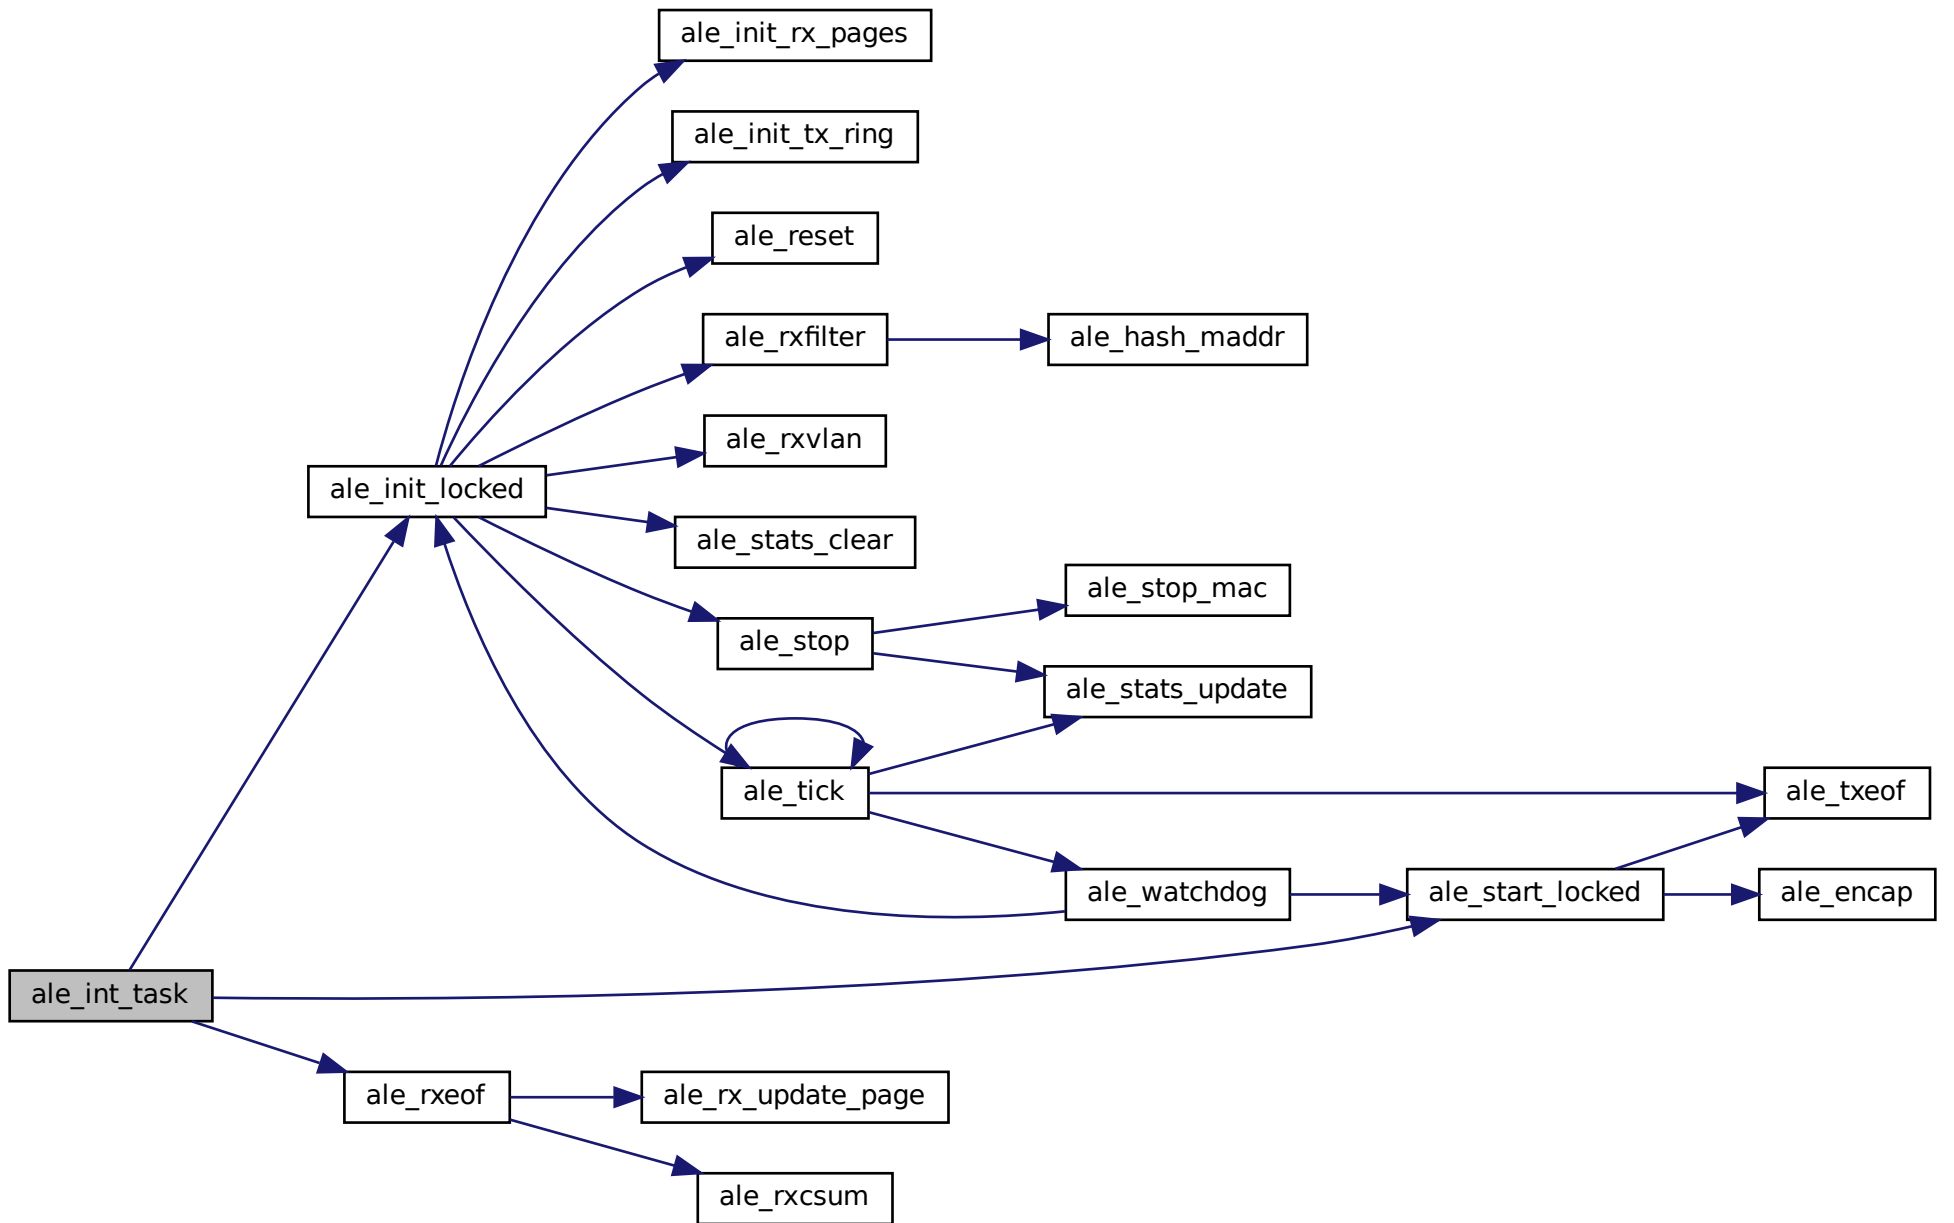 ale_init_rx_pages
ale_init_tx_ring
ale_reset
ale_rxfilter
ale_hash_maddr
ale_rxvlan
ale_init_locked
ale_stats_clear
ale_stop_mac
ale_stop
ale_stats_update
ale_tick
ale_txeof
ale_watchdog
ale_start_locked
ale_encap
ale_int_task
ale_rxeof
ale_rx_update_page
ale_rxcsum